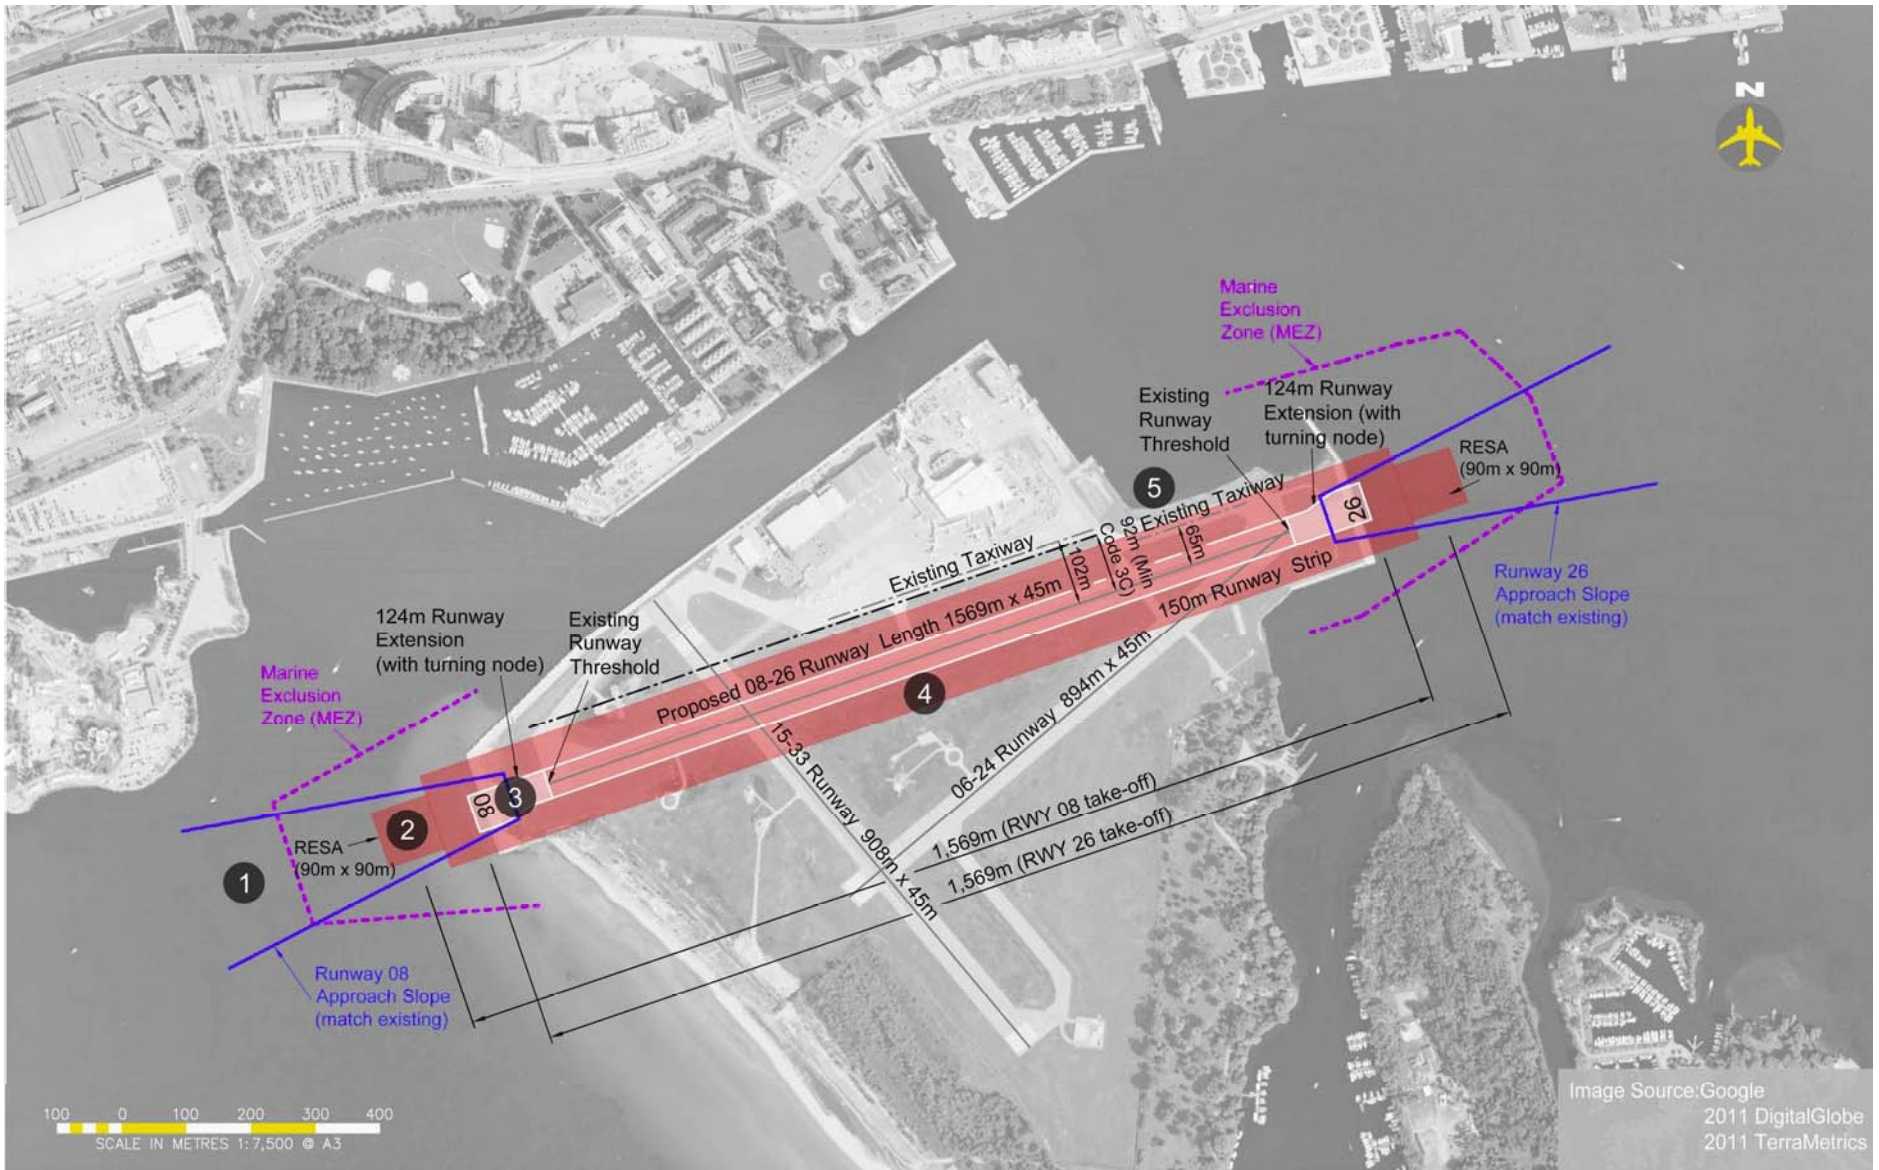 N
Marine
Exclusion
Zone (MEZ)
Existing
Runway
Threshold
124m Runway
Extension (with
turning node)
RESA
(90m x 90m)
5
Existing Taxiway
26
Existing Taxiway
102m
92m (Min
Code 3C)
65m
Runway 26
Approach Slope
(match existing)
Proposed 08-26 Runway Length 1569m x 45m
150m Runway Strip
124m Runway
Extension
(with turning node)
Existing
Runway
Threshold
Marine
Exclusion
Zone (MEZ)
4
15-33 Runway 908m x 45m
06-24 Runway 894m x 45m
08
3
2
RESA
(90m x 90m)
1
1,569m (RWY 08 take-off)
1,569m (RWY 26 take-off)
Runway 08
Approach Slope
(match existing)
100 0 100 200 300 400
SCALE IN METRES 1:7,500 @ A3
Image Source:Google
2011 DigitalGlobe
2011 TerraMetrics